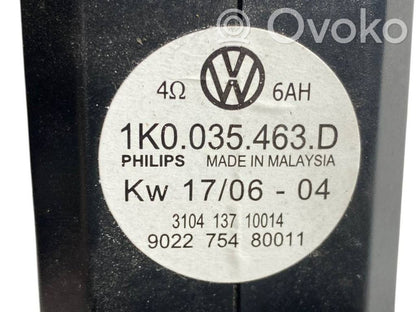 Ovoko
4Ω VW 6AH
1K0.035.463.D
PHILIPS MADE IN MALAYSIA
Kw 17/06 - 04
3104 137 10014
9022 754 80011